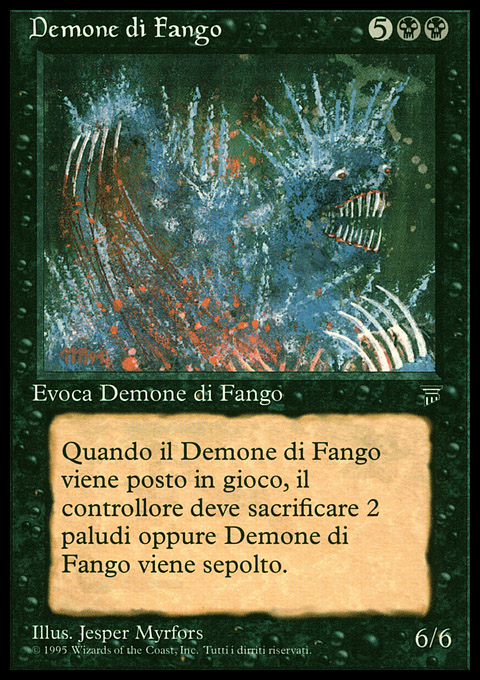 Demone di Fango 5
Evoca Demone di Fango
Quando il Demone di Fango
viene posto in gioco, il
controllore deve sacrificare 2
paludi oppure Demone di
Fango viene sepolto.
Illus. Jesper Myrfors
© 1995 Wizards of the Coast, Inc. Tutti i dirriti riservati.
6/6